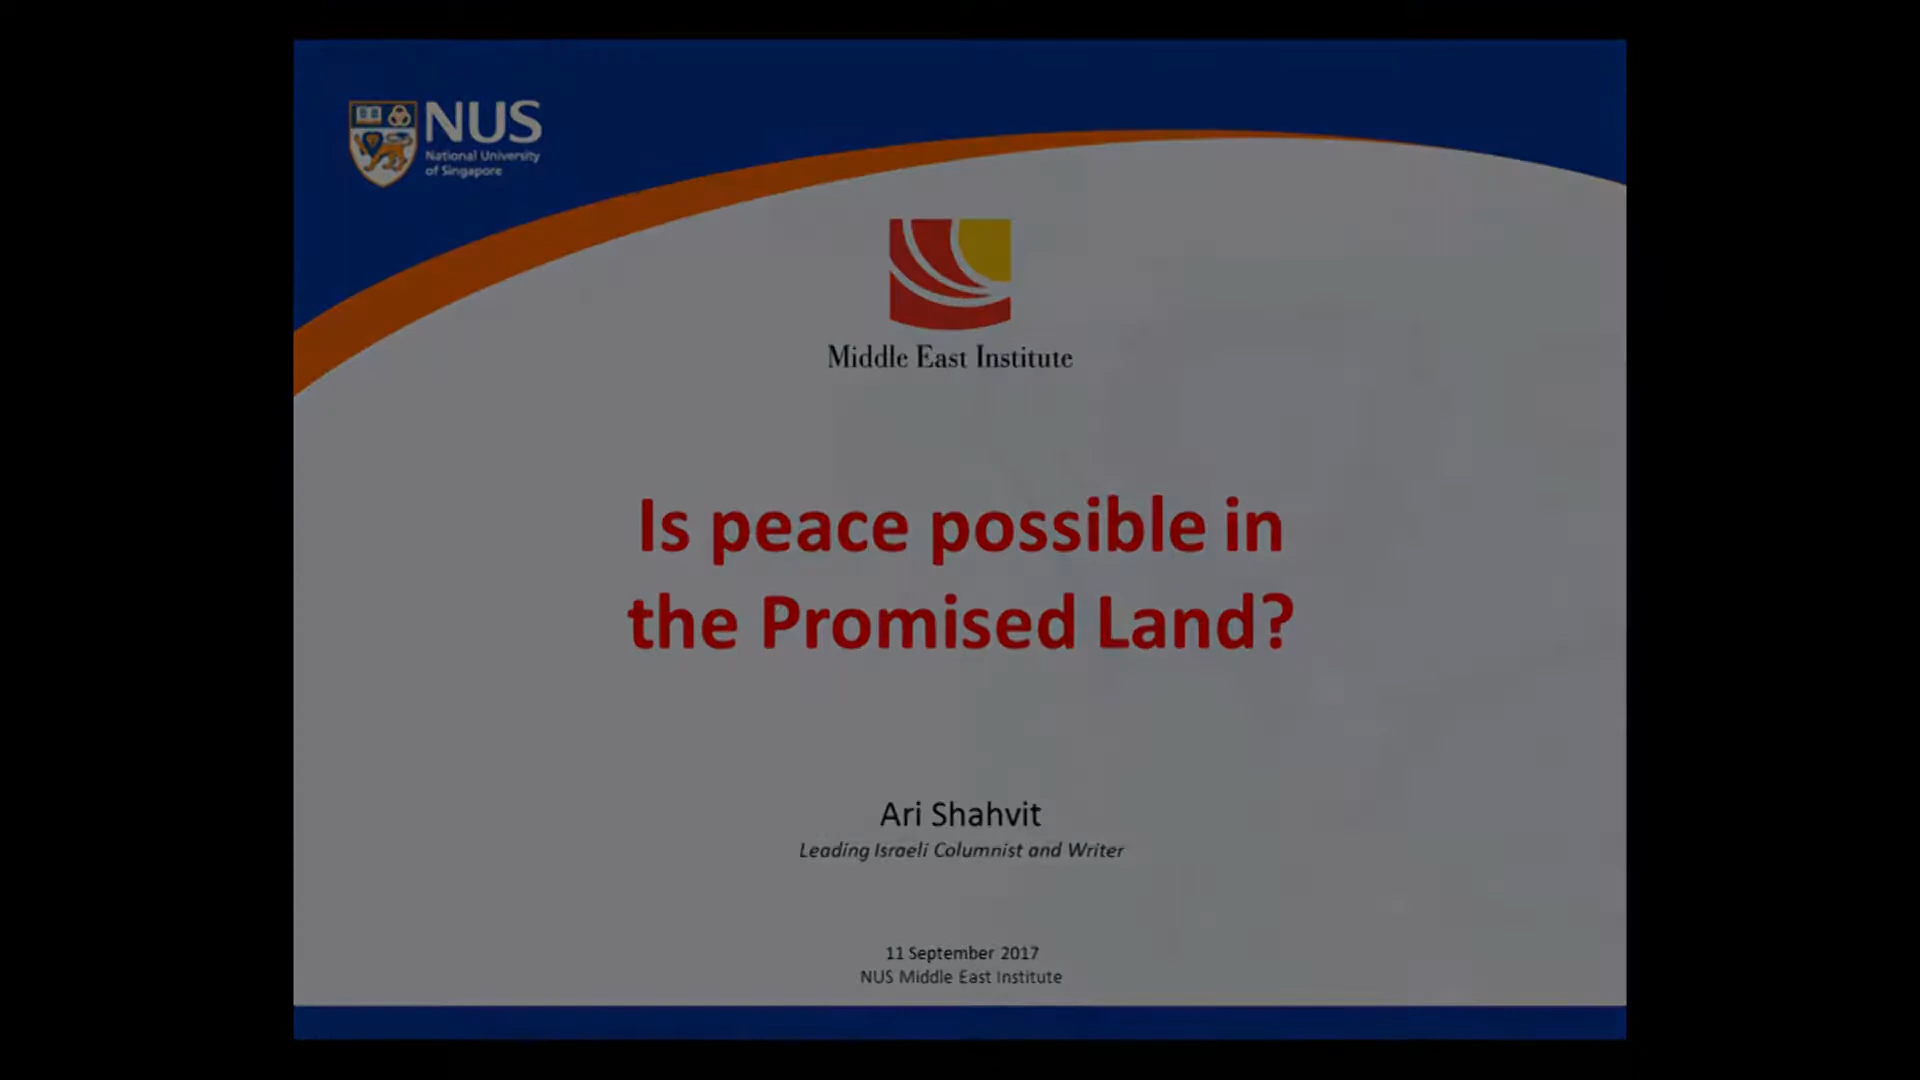 NUS
National University
of Singapore
Middle East Institute
Is peace possible in
the Promised Land?
Ari Shahvit
Leading Israeli Columnist and Writer
11 September 2017
NUS Middle East Institute